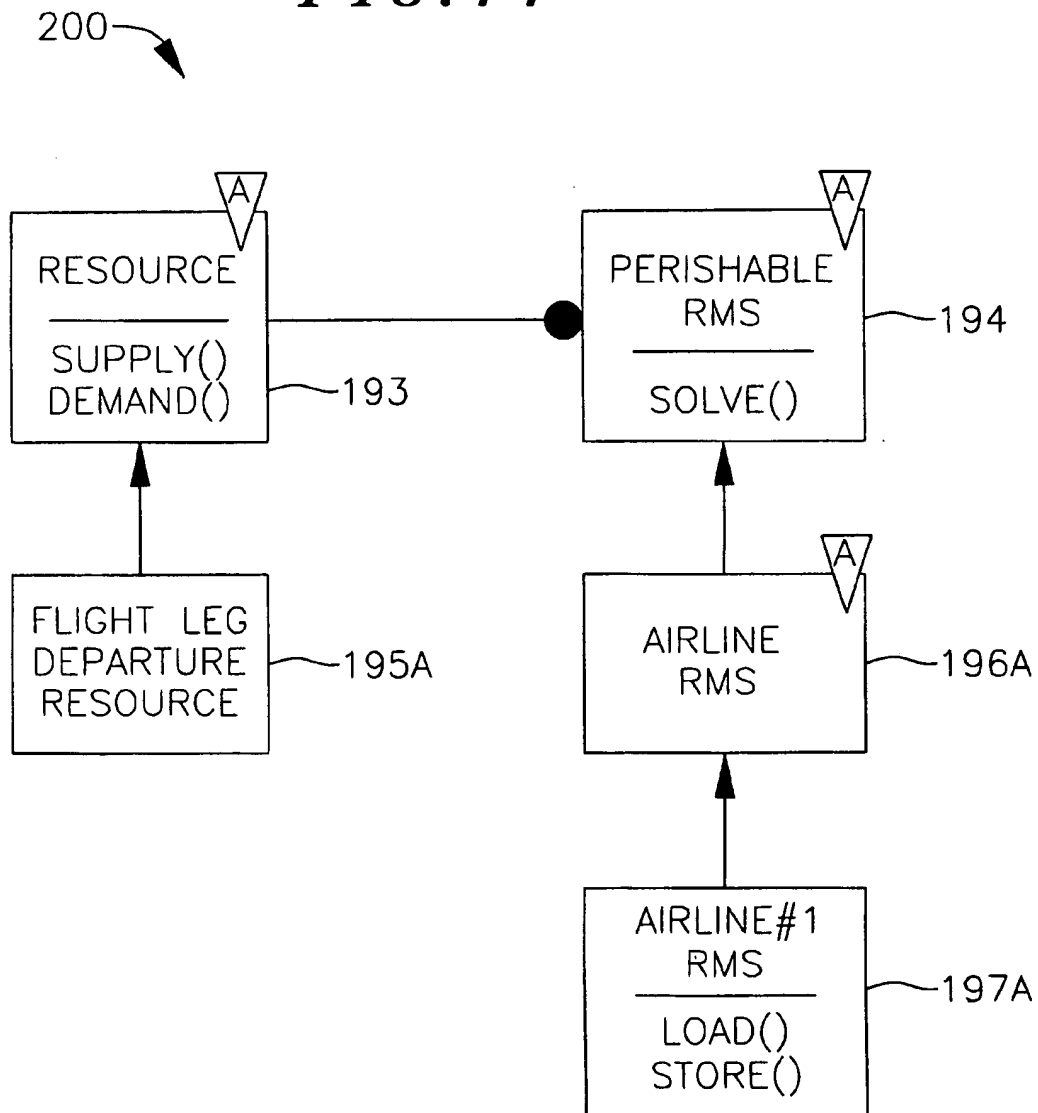 200
A
RESOURCE
SUPPLY()
DEMAND()
193
A
PERISHABLE
RMS
SOLVE()
194
FLIGHT LEG
DEPARTURE
RESOURCE
195A
A
AIRLINE
RMS
196A
AIRLINE#1
RMS
LOAD()
STORE()
197A